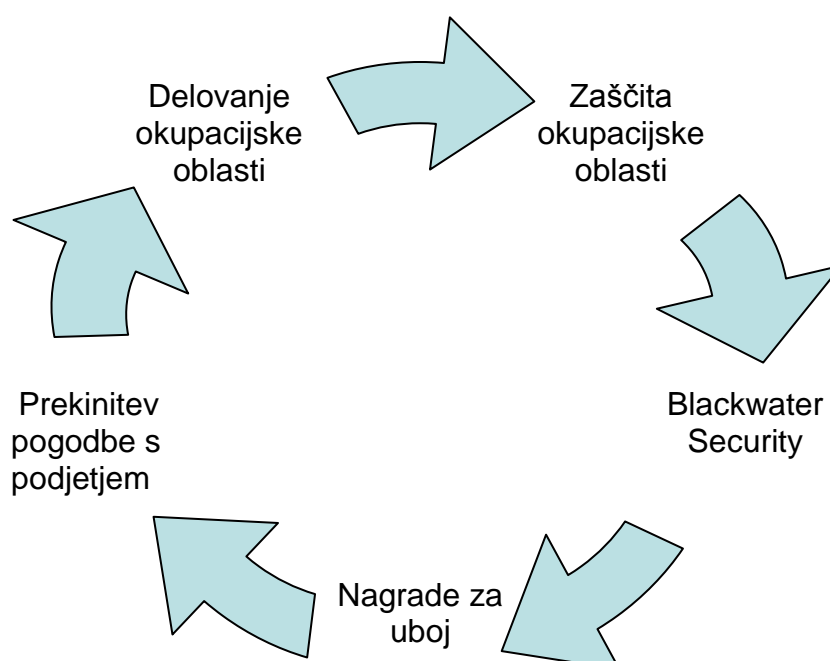 Delovanje
okupacijske
oblasti
Zaščita
okupacijske
oblasti
Blackwater
Security
Nagrade za
uboj
Prekinitev
pogodbe s
podjetjem